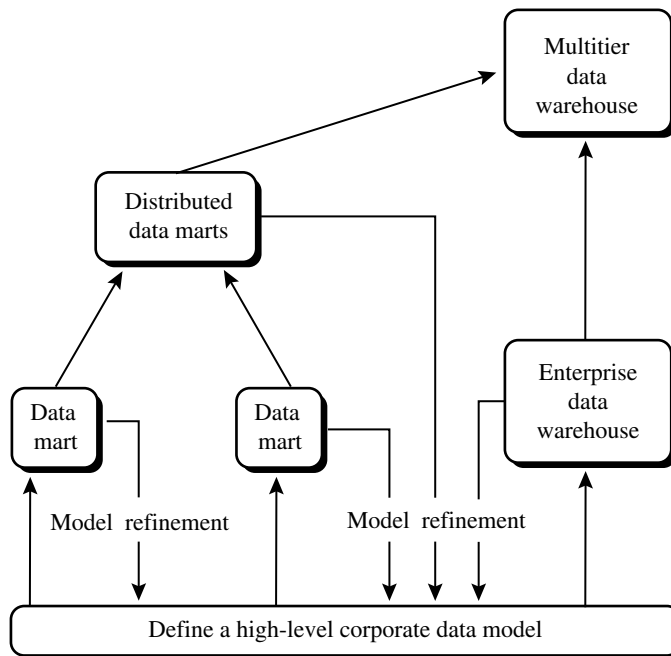 Multitier
data
warehouse
Distributed
data marts
Enterprise
data
warehouse
Data
mart
Data
mart
Model refinement
Model refinement
Define a high-level corporate data model